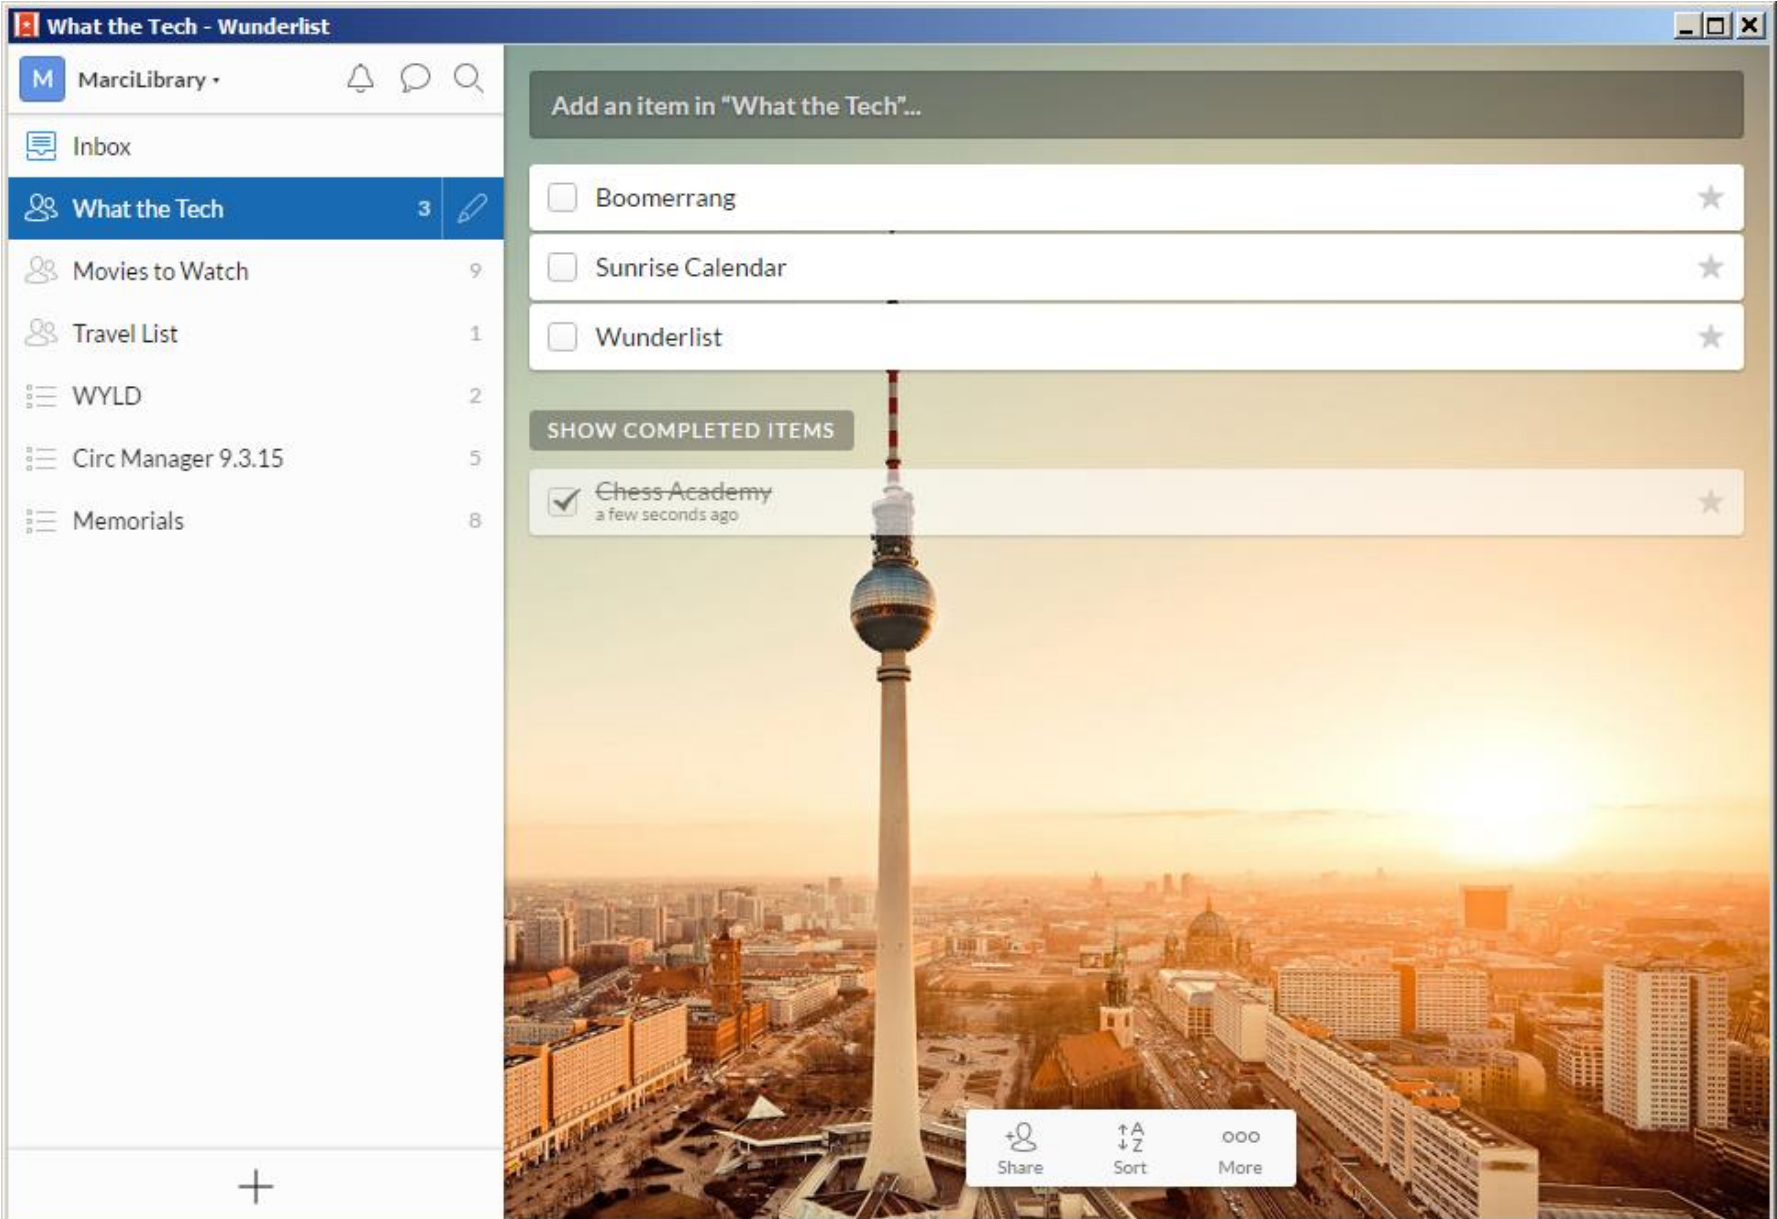 What the Tech - Wunderlist
M MarciLibrary
Inbox
What the Tech 3
Movies to Watch 9
Travel List 1
WYLD 2
Circ Manager 9.3.15 5
Memorials 8
Add an item in “What the Tech”...
Boomerrang
Sunrise Calendar
Wunderlist
SHOW COMPLETED ITEMS
Chess Academy
a few seconds ago
A
Z
Share Sort More